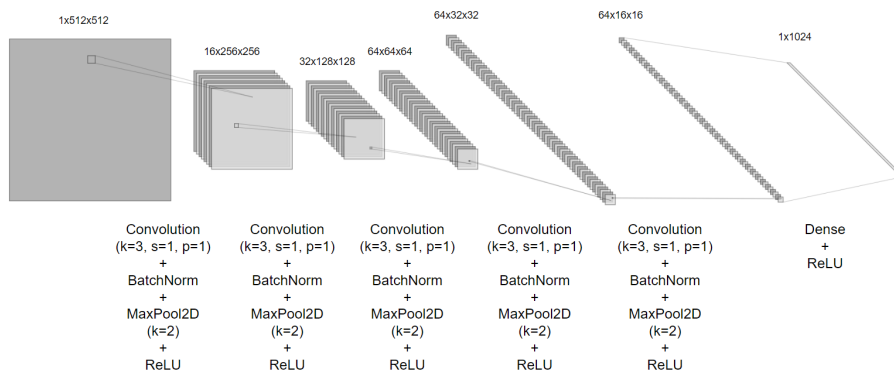 1x512x512
16x256x256
32x128x128
64x64x64
64x32x32
64x16x16
1x1024
Convolution
(k=3, s=1, p=1)
+
BatchNorm
+
MaxPool2D
(k=2)
+
ReLU
Convolution
(k=3, s=1, p=1)
+
BatchNorm
+
MaxPool2D
(k=2)
+
ReLU
Convolution
(k=3, s=1, p=1)
+
BatchNorm
+
MaxPool2D
(k=2)
+
ReLU
Convolution
(k=3, s=1, p=1)
+
BatchNorm
+
MaxPool2D
(k=2)
+
ReLU
Convolution
(k=3, s=1, p=1)
+
BatchNorm
+
MaxPool2D
(k=2)
+
ReLU
Dense
+
ReLU